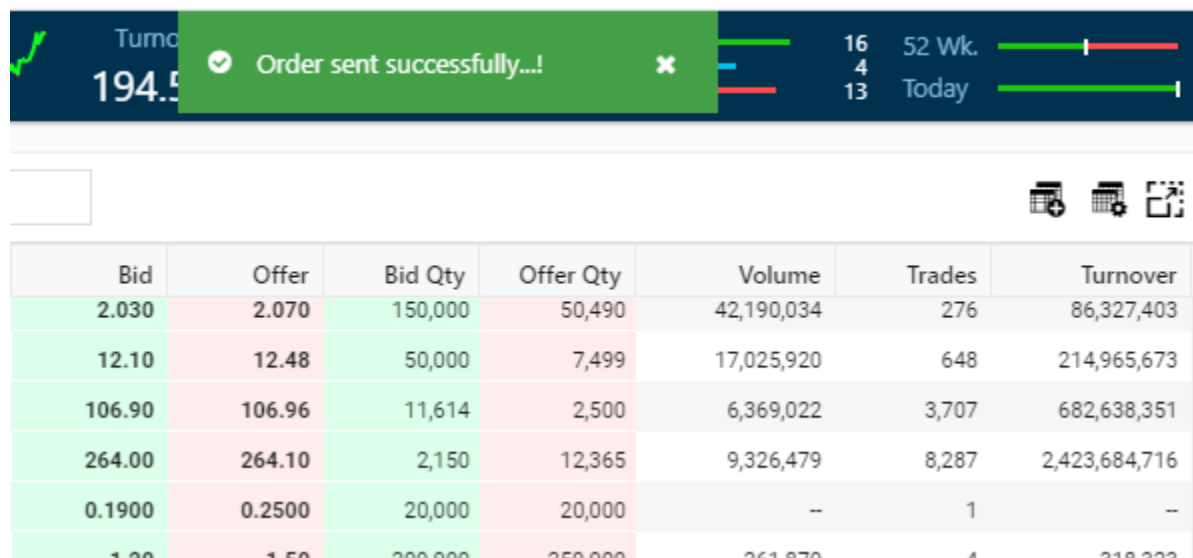 Order sent successfully...!
194.5
16
4
13
52 Wk.
Today
Bid Offer Bid Qty Offer Qty Volume Trades Turnover
2.030 2.070 150,000 50,490 42,190,034 276 86,327,403
12.10 12.48 50,000 7,499 17,025,920 648 214,965,673
106.90 106.96 11,614 2,500 6,369,022 3,707 682,638,351
264.00 264.10 2,150 12,365 9,326,479 8,287 2,423,684,716
0.1900 0.2500 20,000 20,000 -- 1 --